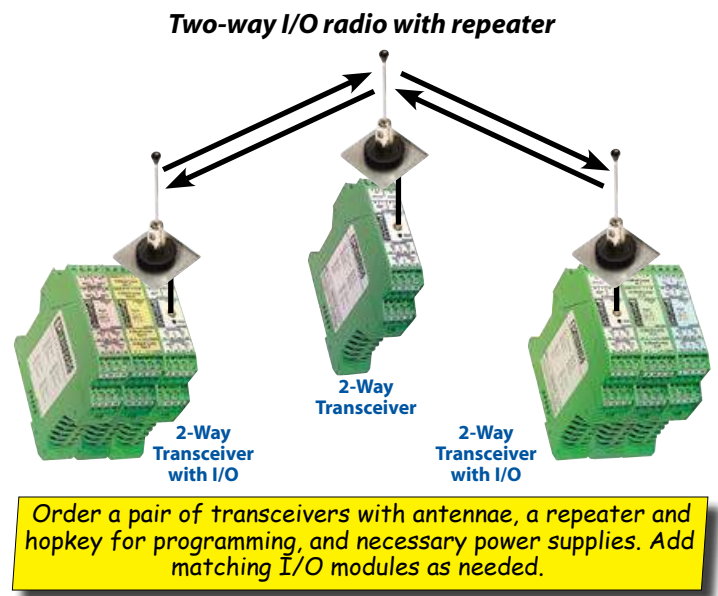 Two-way I/O radio with repeater
2-Way
Transceiver
2-Way
Transceiver
with I/O
2-Way
Transceiver
with I/O
Order a pair of transceivers with antennae, a repeater and
hopkey for programming, and necessary power supplies. Add
matching I/O modules as needed.